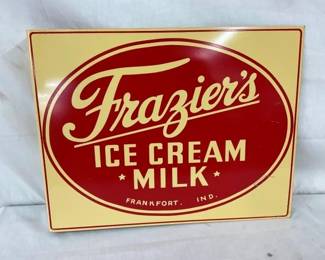 Frazier's
ICE CREAM
* MILK *
FRANKFORT, IND.